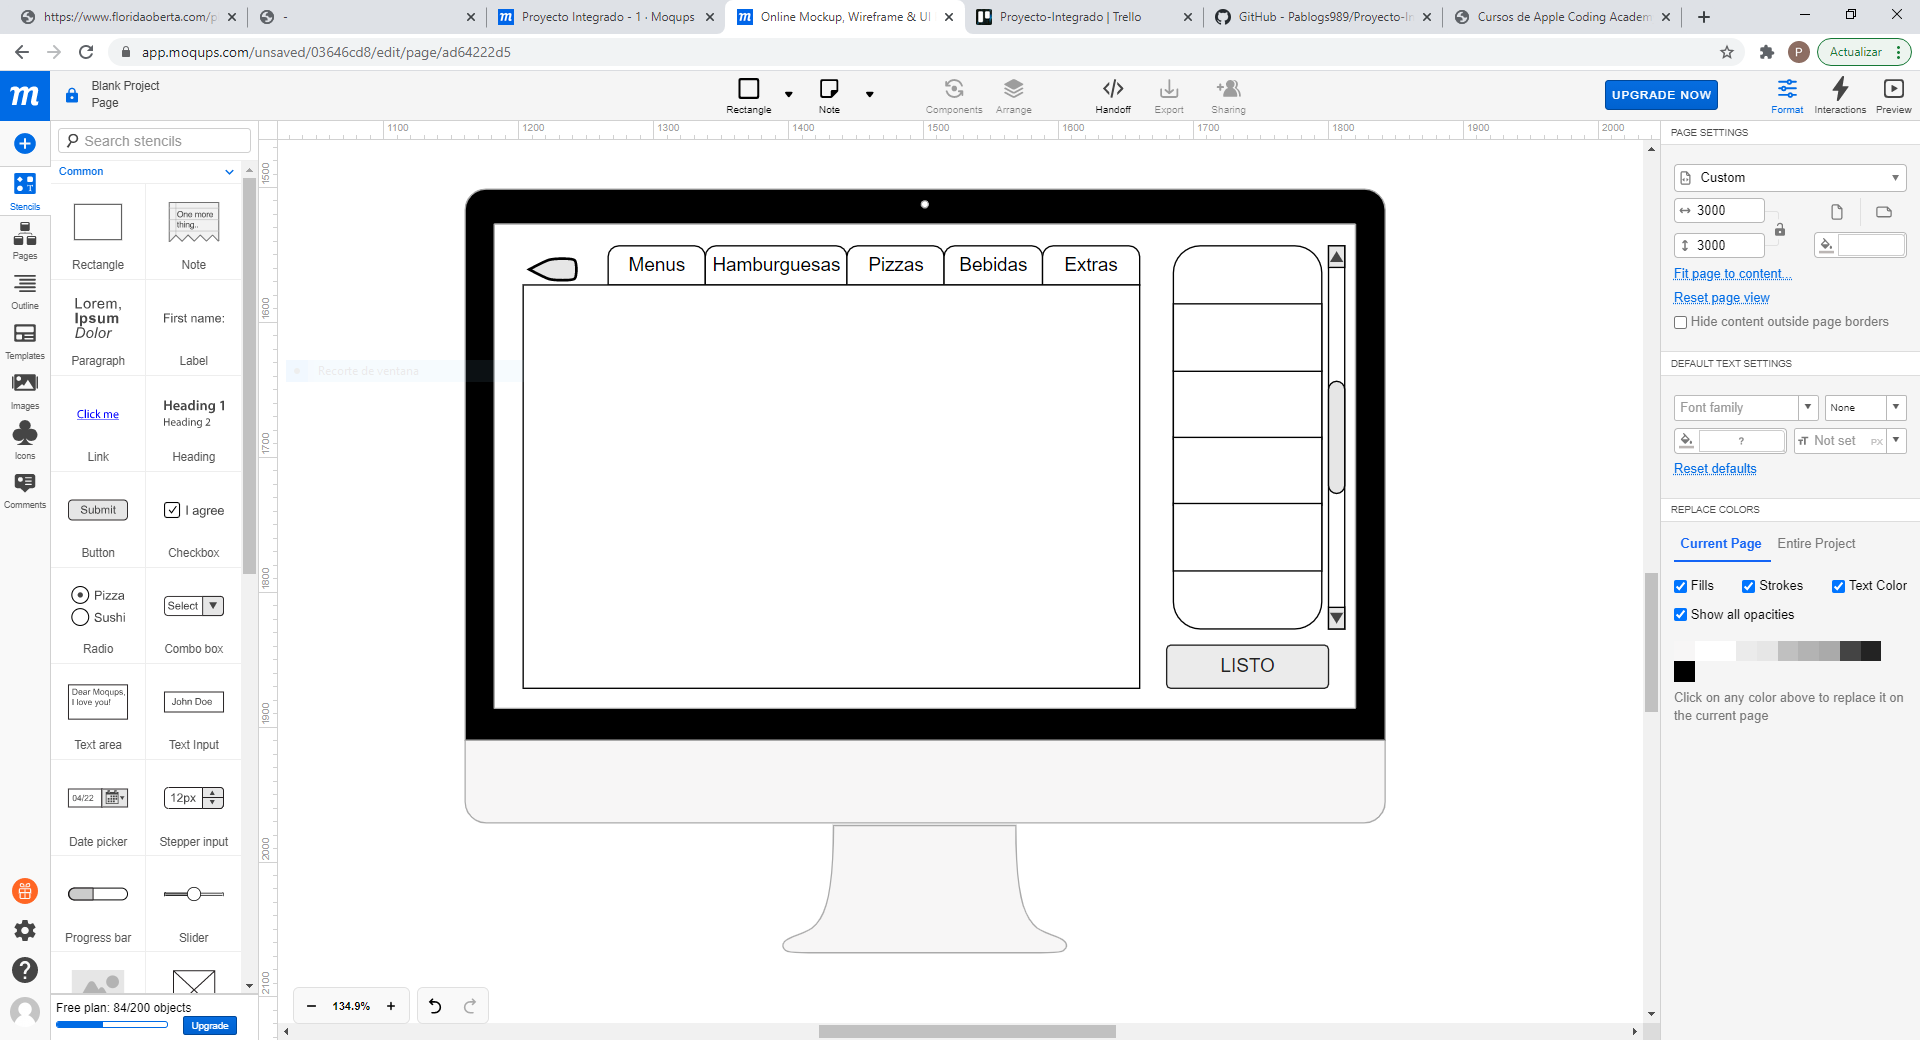 https://www.floridaoberta.com/pl
-
Proyecto Integrado - 1 · Moqups
Online Mockup, Wireframe & UI
Proyecto-Integrado | Trello
GitHub - Pablogs989/Proyecto-In
Cursos de Apple Coding Academ
app.moqups.com/unsaved/03646cd8/edit/page/ad64222d5
P
Actualizar
m
Blank Project
Page
Rectangle
Note
Components
Arrange
Handoff
Export
Sharing
UPGRADE NOW
Format
Interactions
Preview
Search stencils
Common
Stencils
Pages
Outline
Templates
Images
Icons
Comments
One more
thing..
Rectangle
Note
Lorem,
Ipsum
Dolor
First name:
Paragraph
Label
Click me
Heading 1
Heading 2
Link
Heading
Submit
I agree
Button
Checkbox
Pizza
Sushi
Select
Radio
Combo box
Dear Moqups,
I love you!
John Doe
Text area
Text Input
04/22
12px
Date picker
Stepper input
Progress bar
Slider
Free plan: 84/200 objects
Upgrade
1100 1200 1300 1400 1500 1600 1700 1800 1900 2000
1500
1600
1700
1800
1900
2000
2100
Menus
Hamburguesas
Pizzas
Bebidas
Extras
Recorte de ventana
LISTO
134.9%
PAGE SETTINGS
Custom
3000
3000
Fit page to content...
Reset page view
Hide content outside page borders
DEFAULT TEXT SETTINGS
Font family
None
?
Not set
PX
Reset defaults
REPLACE COLORS
Current Page
Entire Project
Fills
Strokes
Text Color
Show all opacities
Click on any color above to replace it on
the current page